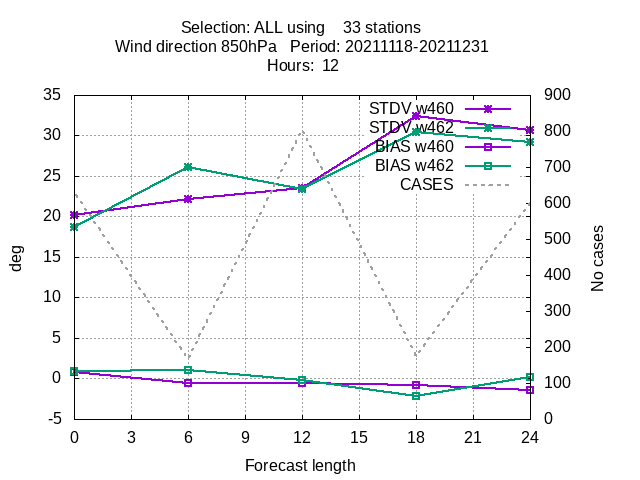 Selection: ALL using    33 stations
Wind direction 850hPa   Period: 20211118-20211231
Hours:  12
STDV w460
STDV w462
BIAS w460
BIAS w462
CASES
35
30
25
20
15
10
5
0
-5
deg
900
800
700
600
500
400
300
200
100
0
No cases
0 3 6 9 12 15 18 21 24
Forecast length